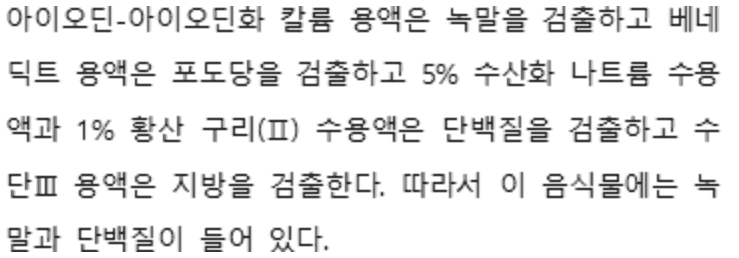 아이오딘-아이오딘화 칼륨 용액은 녹말을 검출하고 베네
딕트 용액은 포도당을 검출하고 5% 수산화 나트륨 수용
액과 1% 황산 구리(Ⅱ) 수용액은 단백질을 검출하고 수
단Ⅲ 용액은 지방을 검출한다. 따라서 이 음식물에는 녹
말과 단백질이 들어 있다.